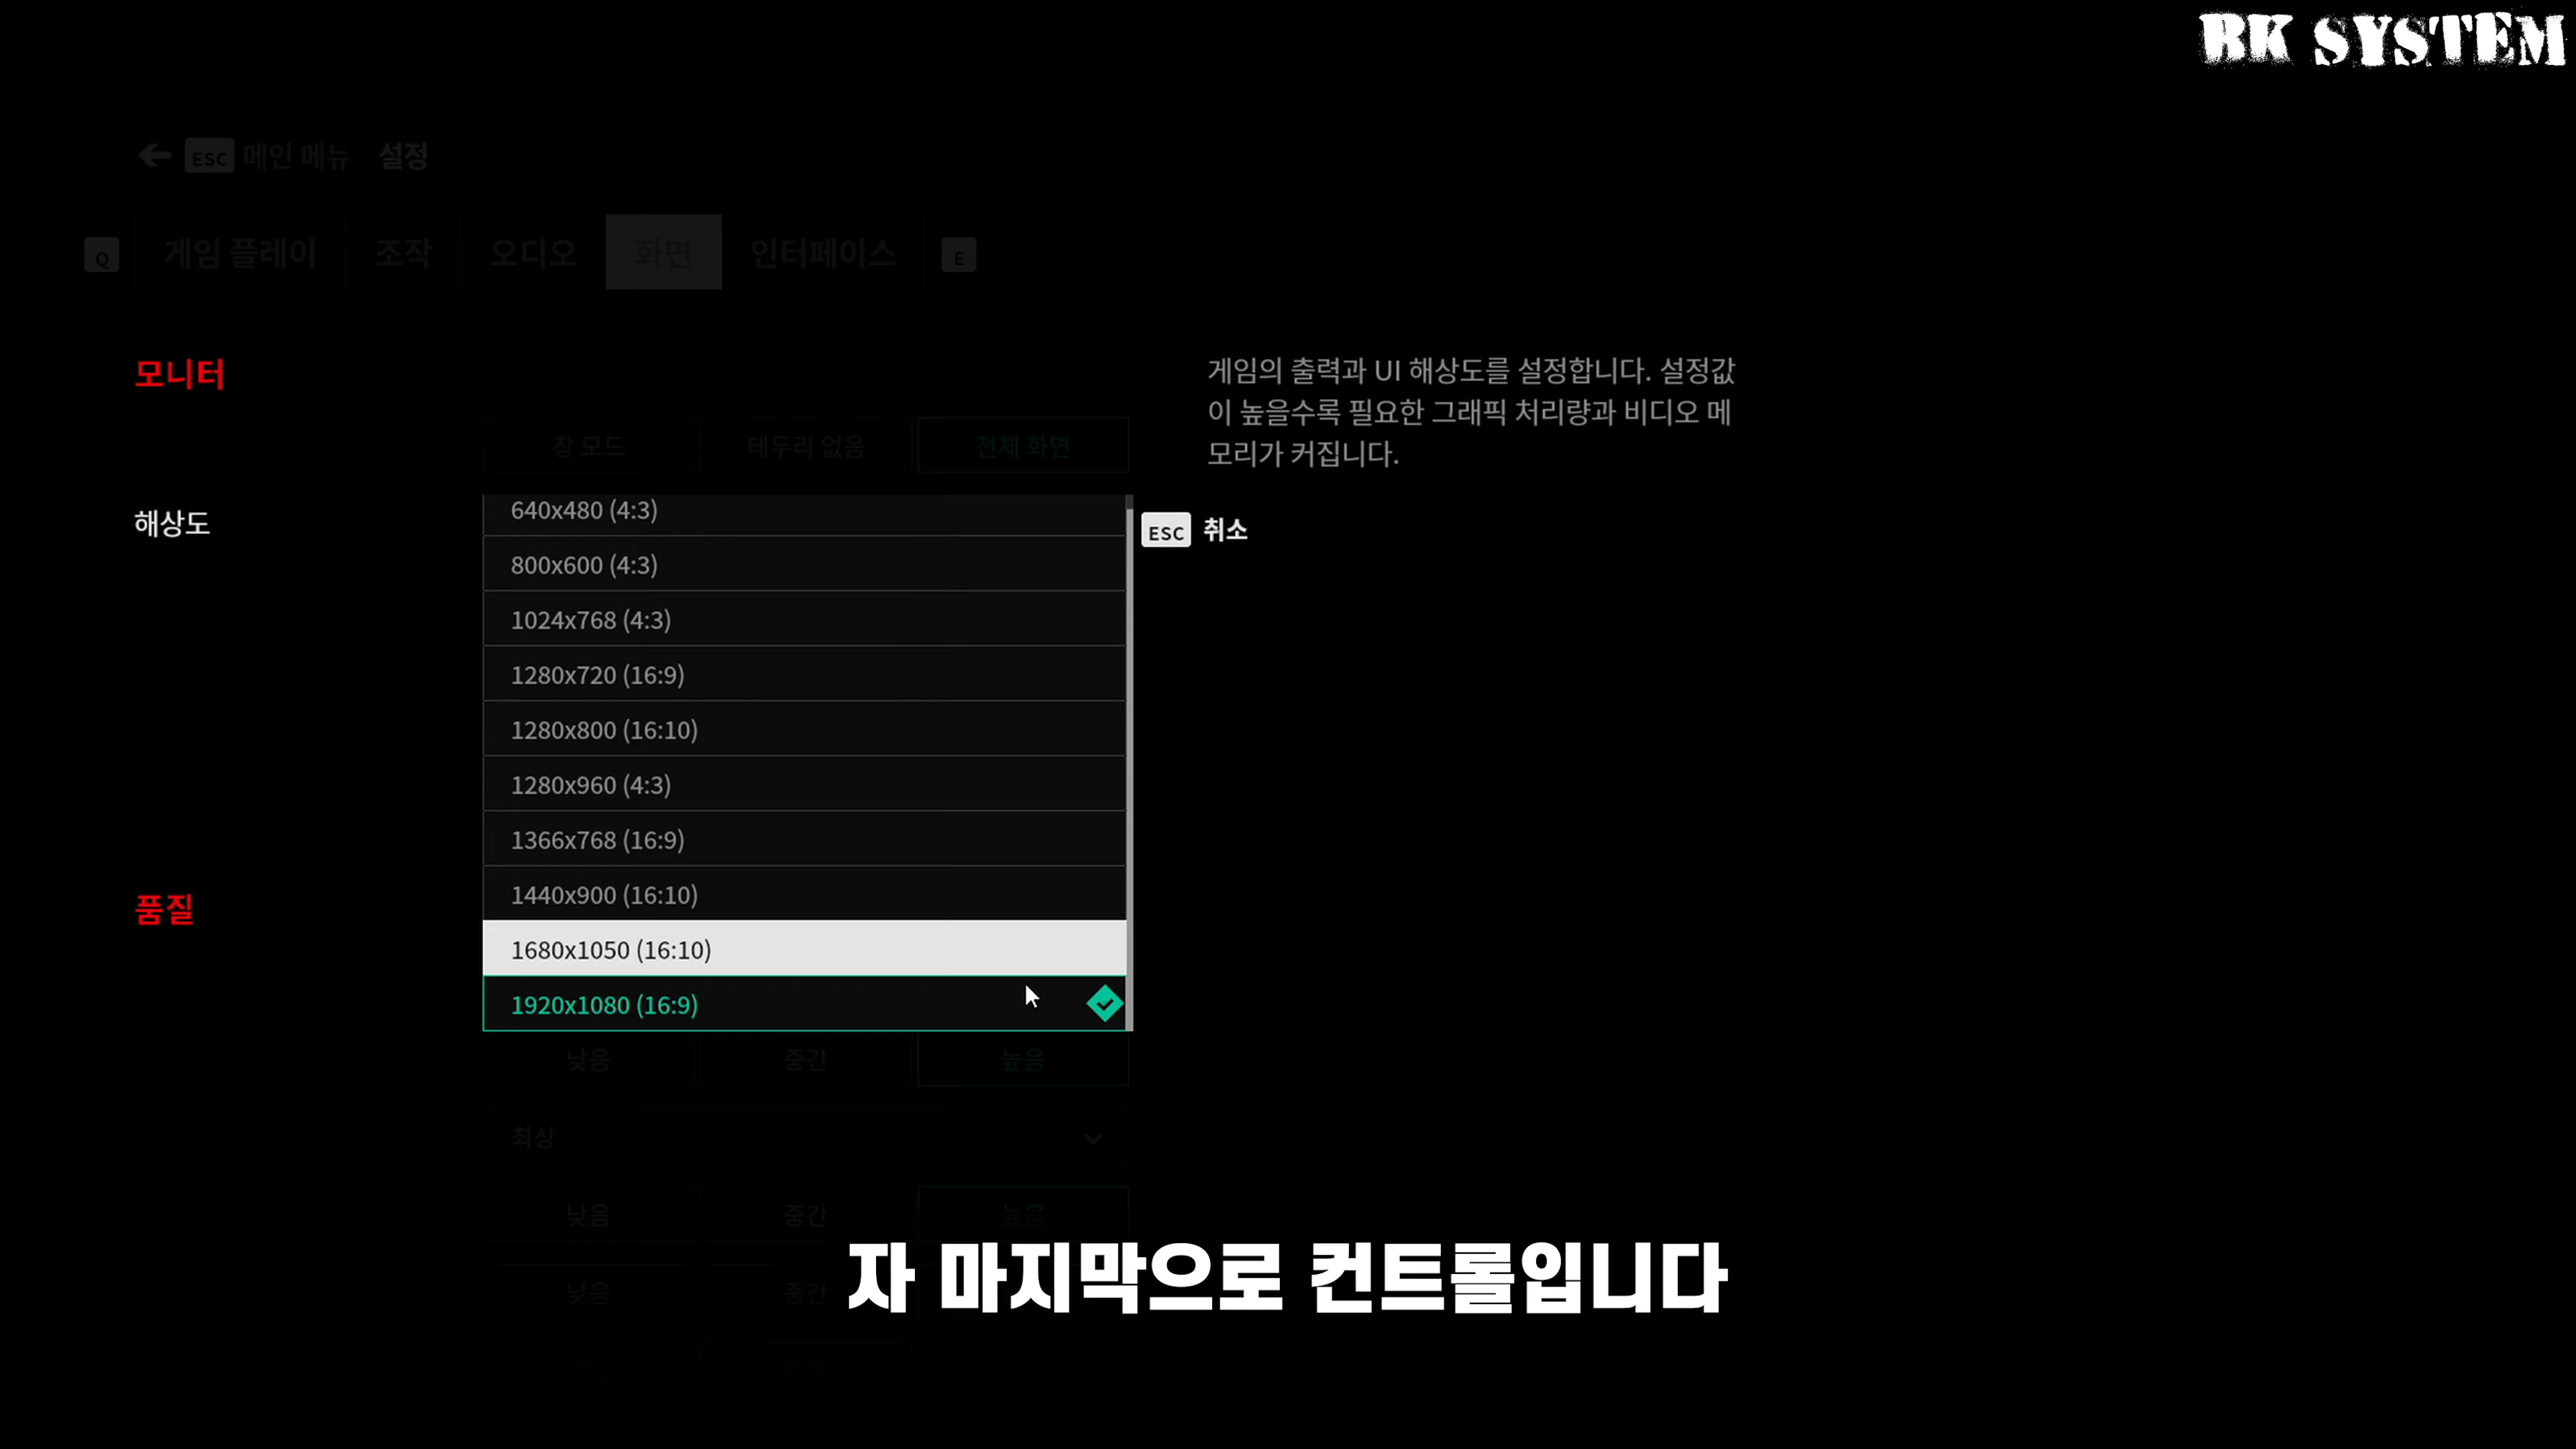 BK SYSTEM
ESC 메인 메뉴 설정
Q 게임 플레이 조작 오디오 화면 인터페이스 E
모니터
창 모드 테두리 없음 전체 화면
해상도
640x480 (4:3)
800x600 (4:3)
1024x768 (4:3)
1280x720 (16:9)
1280x800 (16:10)
1280x960 (4:3)
1366x768 (16:9)
1440x900 (16:10)
1680x1050 (16:10)
1920x1080 (16:9)
게임의 출력과 UI 해상도를 설정합니다. 설정값
이 높을수록 필요한 그래픽 처리량과 비디오 메
모리가 커집니다.
ESC 취소
품질
낮음 중간 높음
최상
낮음 중간 높음
낮음 중간
자 마지막으로 컨트롤입니다